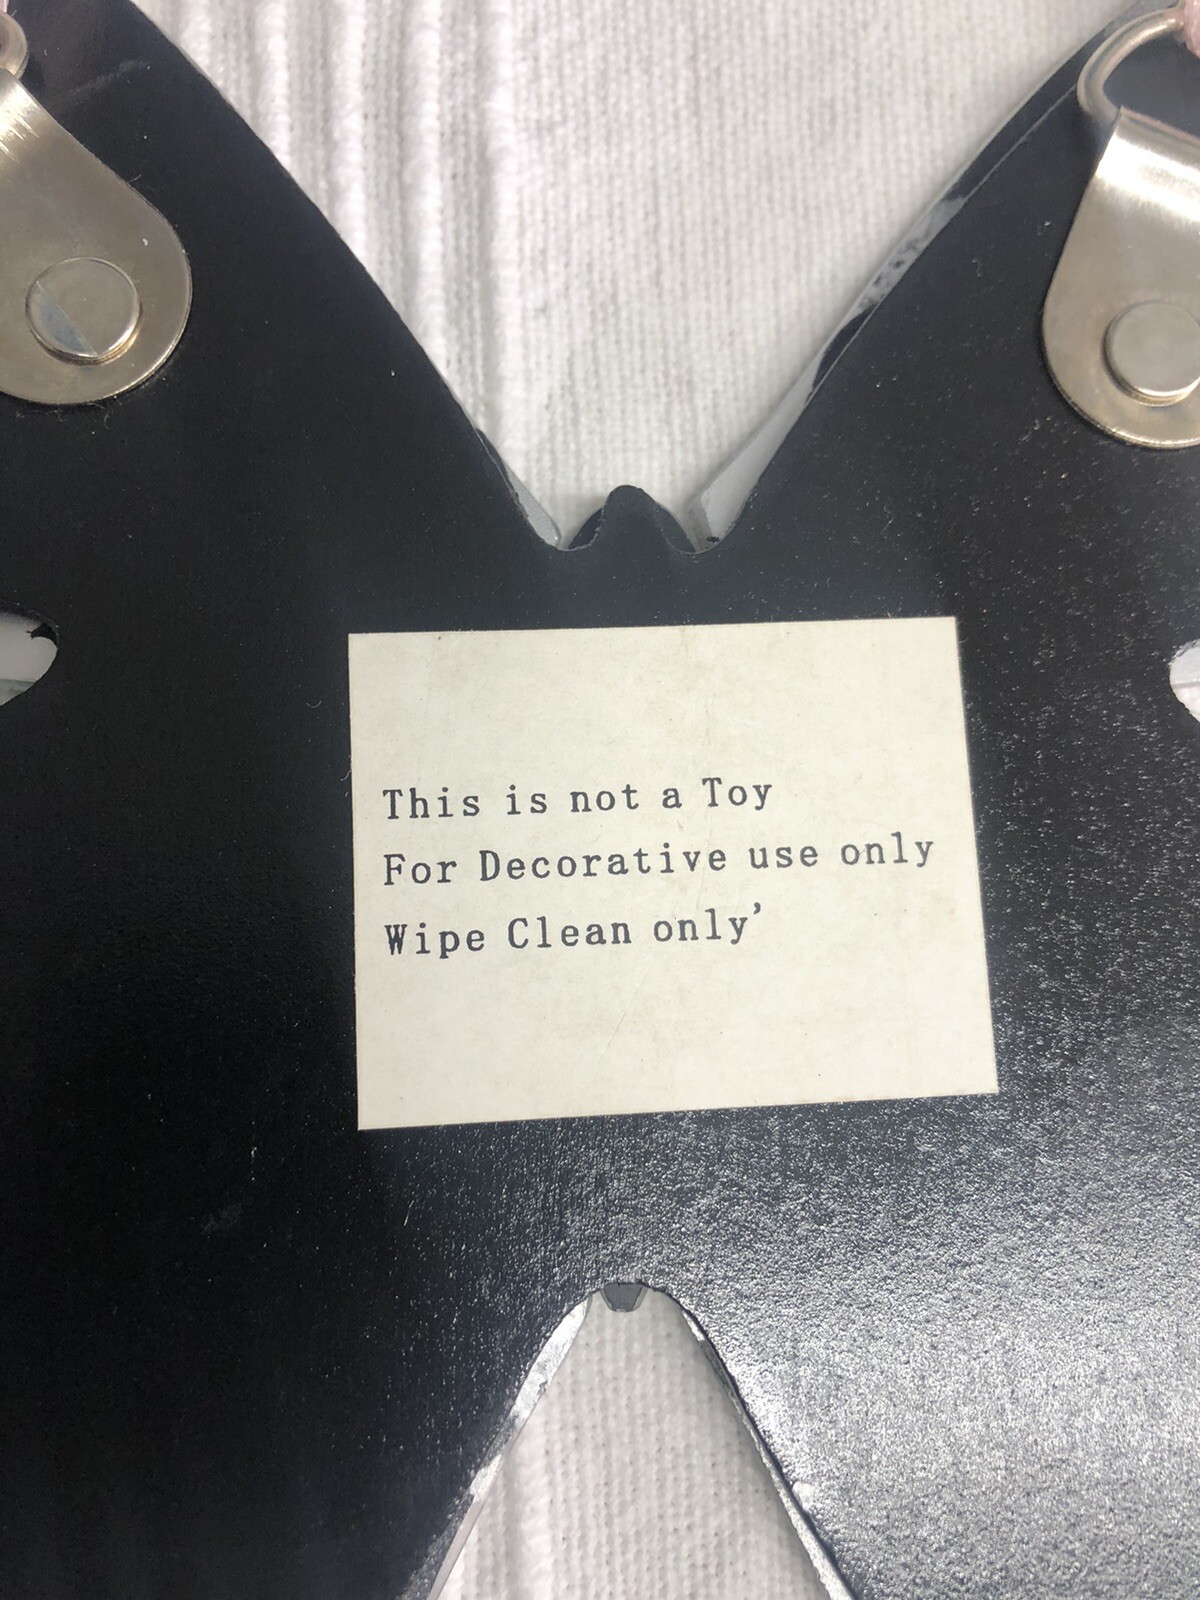 This is not a Toy
For Decorative use only
Wipe Clean only’